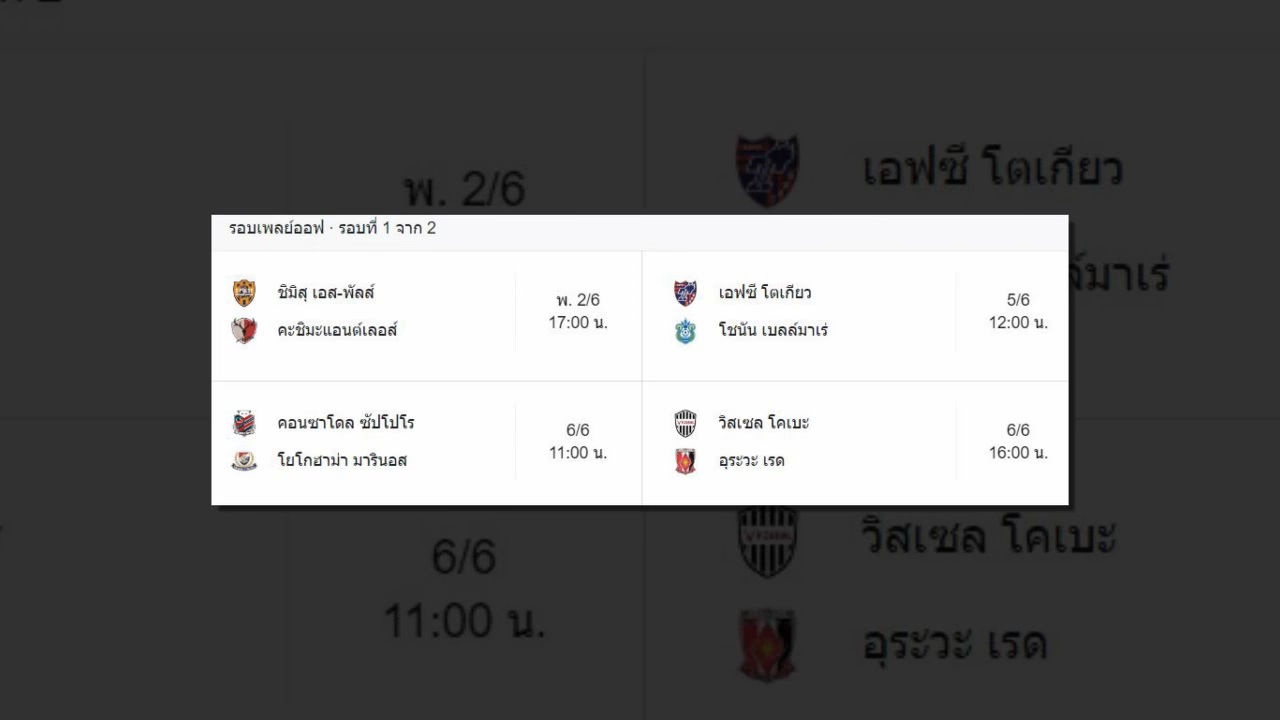 รอบเพลย์ออฟ · รอบที่ 1 จาก 2
ชิมิสุ เอส-พัลส์
คะชิมะแอนต์เลอส์
พ. 2/6
17:00 น.
เอฟซี โตเกียว
โชนัน เบลล์มาเร่
5/6
12:00 น.
คอนซาโดล ซัปโปโร
โยโกฮาม่า มารินอส
6/6
11:00 น.
วิสเซล โคเบะ
อุระวะ เรด
6/6
16:00 น.
พ. 2/6
เอฟซี โตเกียว
ล์มาเร่
6/6
11:00 น.
วิสเซล โคเบะ
อุระวะ เรด